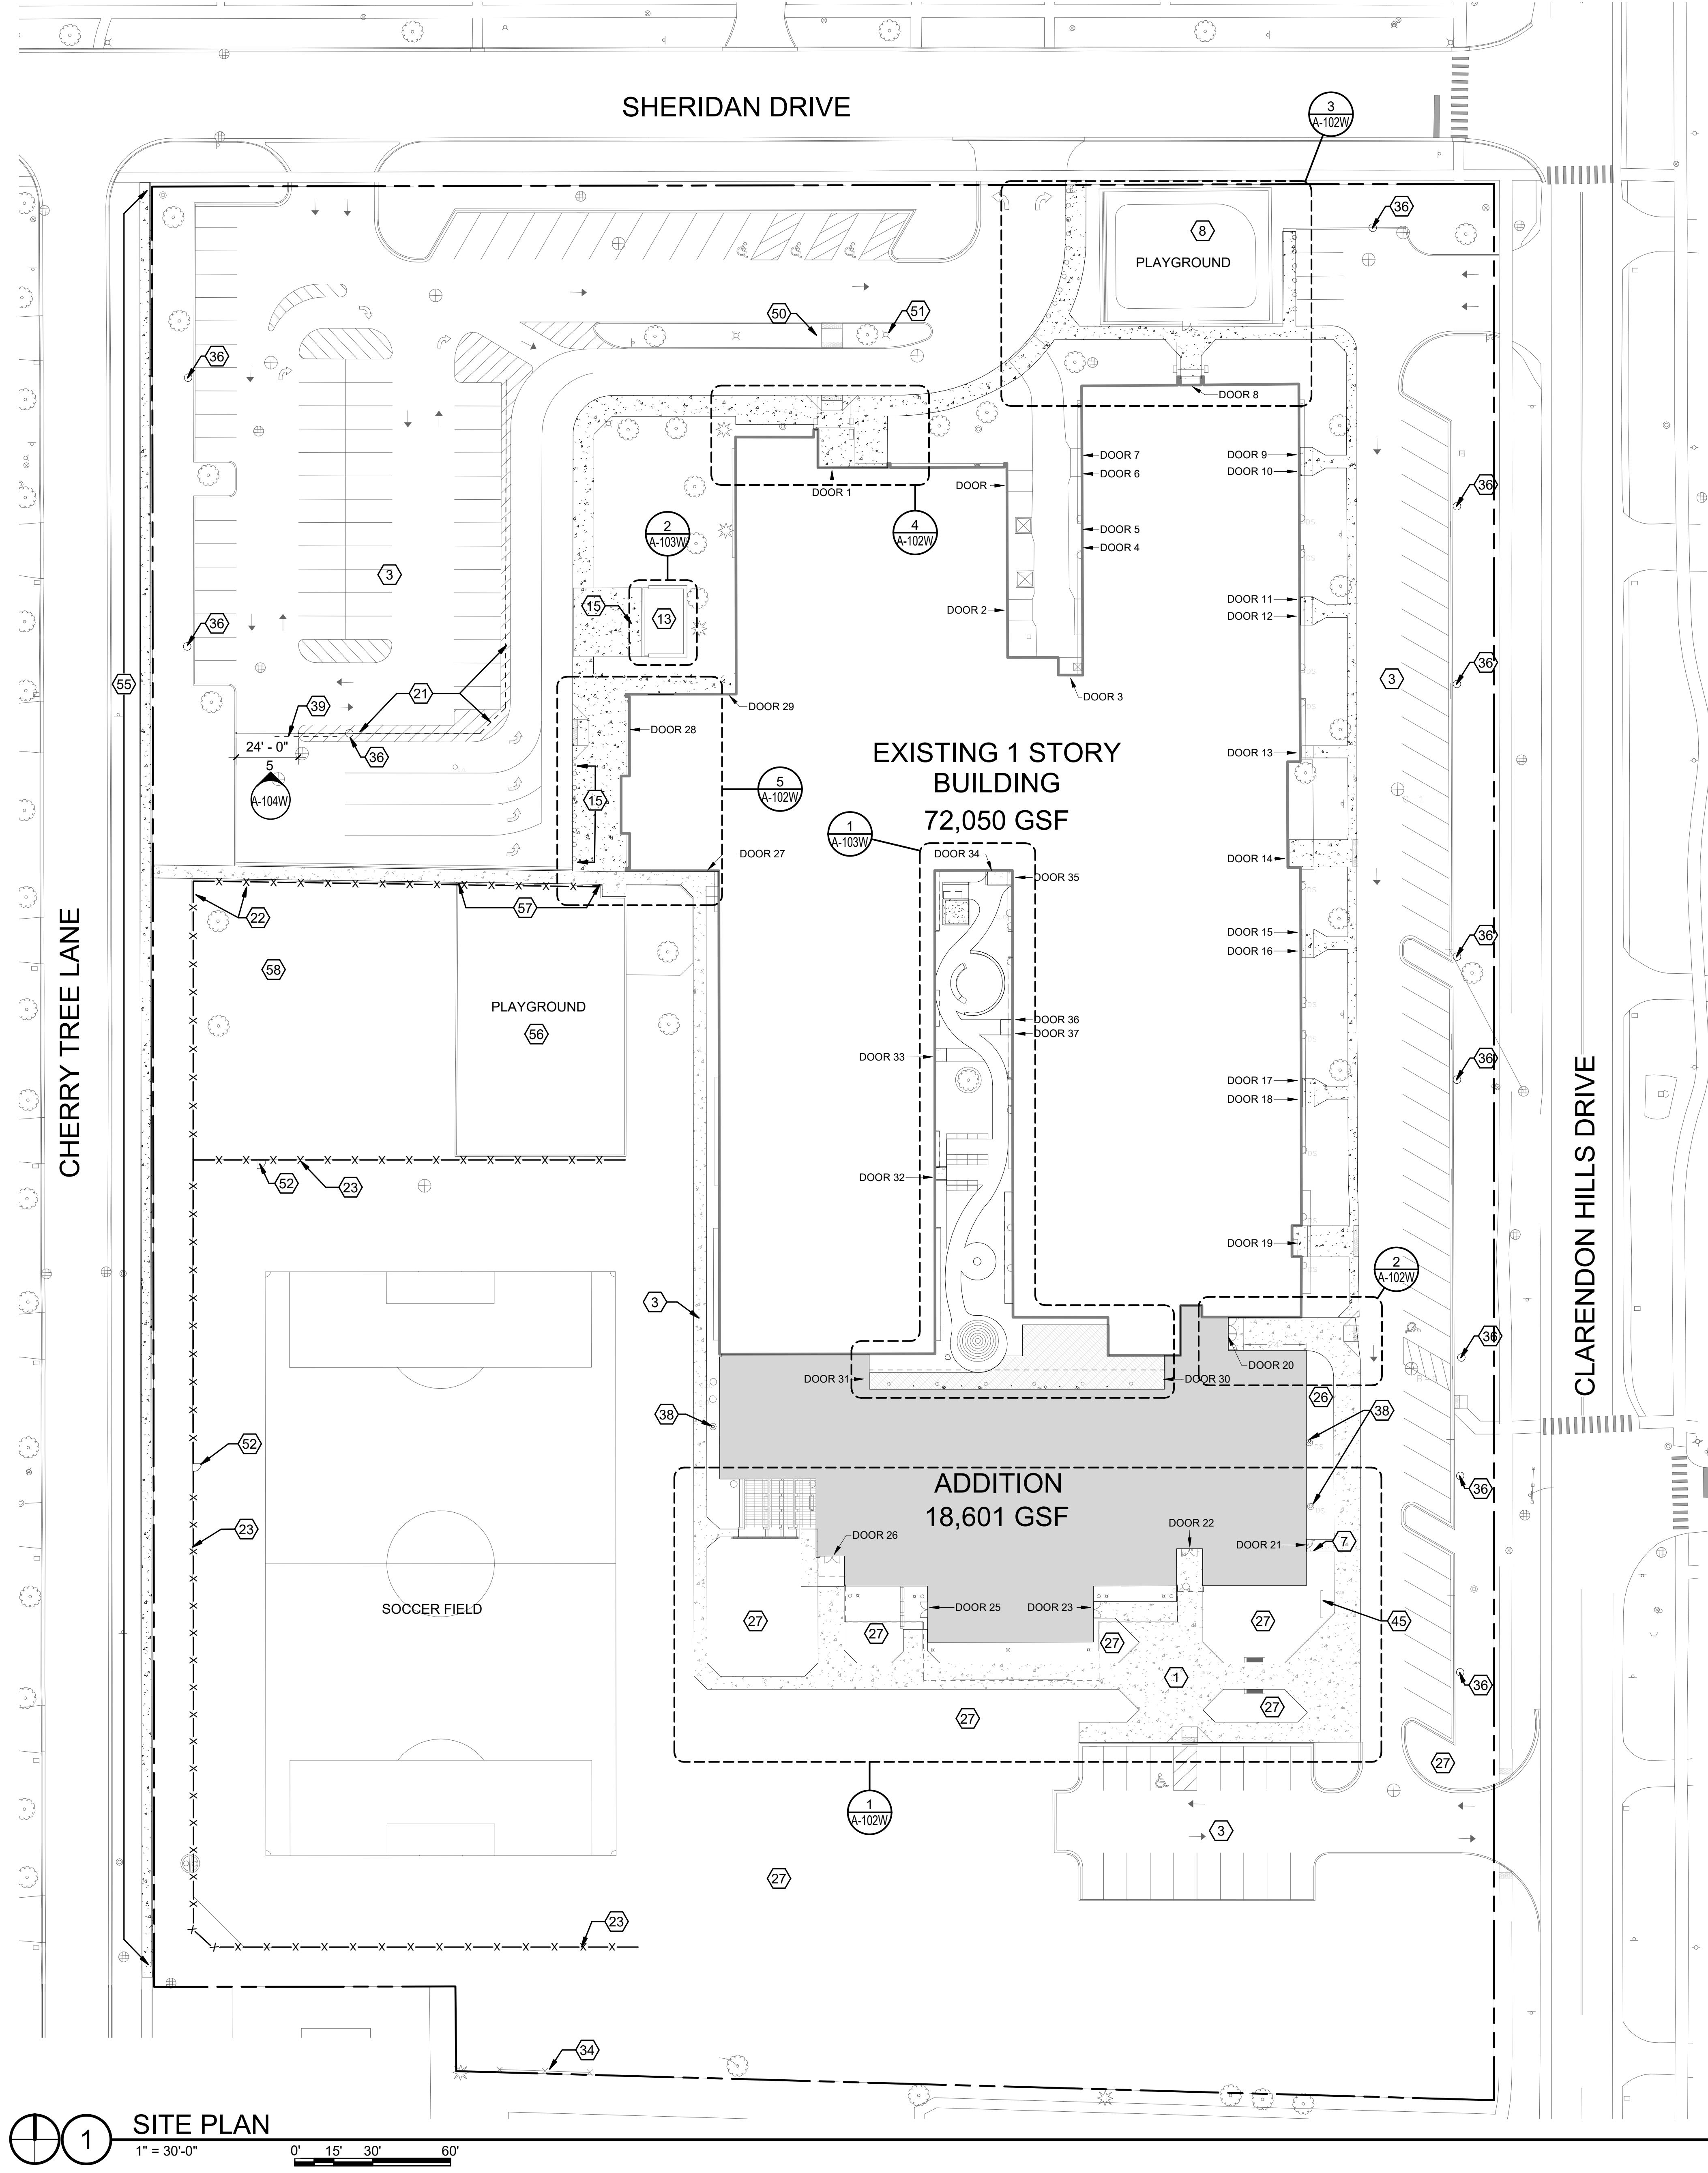 SHERIDAN DRIVE
3
A-102W
36
8
PLAYGROUND
50
51
36
DOOR 8
DOOR 7
DOOR 9
DOOR 6
DOOR 10
DOOR
DOOR 1
36
2
A-103W
4
A-102W
DOOR 5
DOOR 4
3
15
13
DOOR 11
DOOR 2
DOOR 12
36
36
55
21
3
DOOR 3
39
DOOR 29
DOOR 28
24' - 0"
36
5
A-104W
EXISTING 1 STORY
BUILDING
72,050 GSF
DOOR 13
5
A-102W
15
1
A-103W
DOOR 27
DOOR 34
DOOR 14
DOOR 35
22
57
CHERRY TREE LANE
DOOR 15
36
DOOR 16
58
PLAYGROUND
56
DOOR 36
DOOR 37
DOOR 33
36
DOOR 17
DOOR 18
52
23
DOOR 32
CLARENDON HILLS DRIVE
DOOR 19
2
A-102W
3
36
DOOR 20
DOOR 31
DOOR 30
26
38
38
52
ADDITION
18,601 GSF
36
23
DOOR 26
DOOR 22
DOOR 21
7
SOCCER FIELD
DOOR 25
DOOR 23
27
27
27
27
45
1
36
27
27
27
1
A-102W
3
27
23
34
1
SITE PLAN
1" = 30'-0"
0' 15' 30' 60'